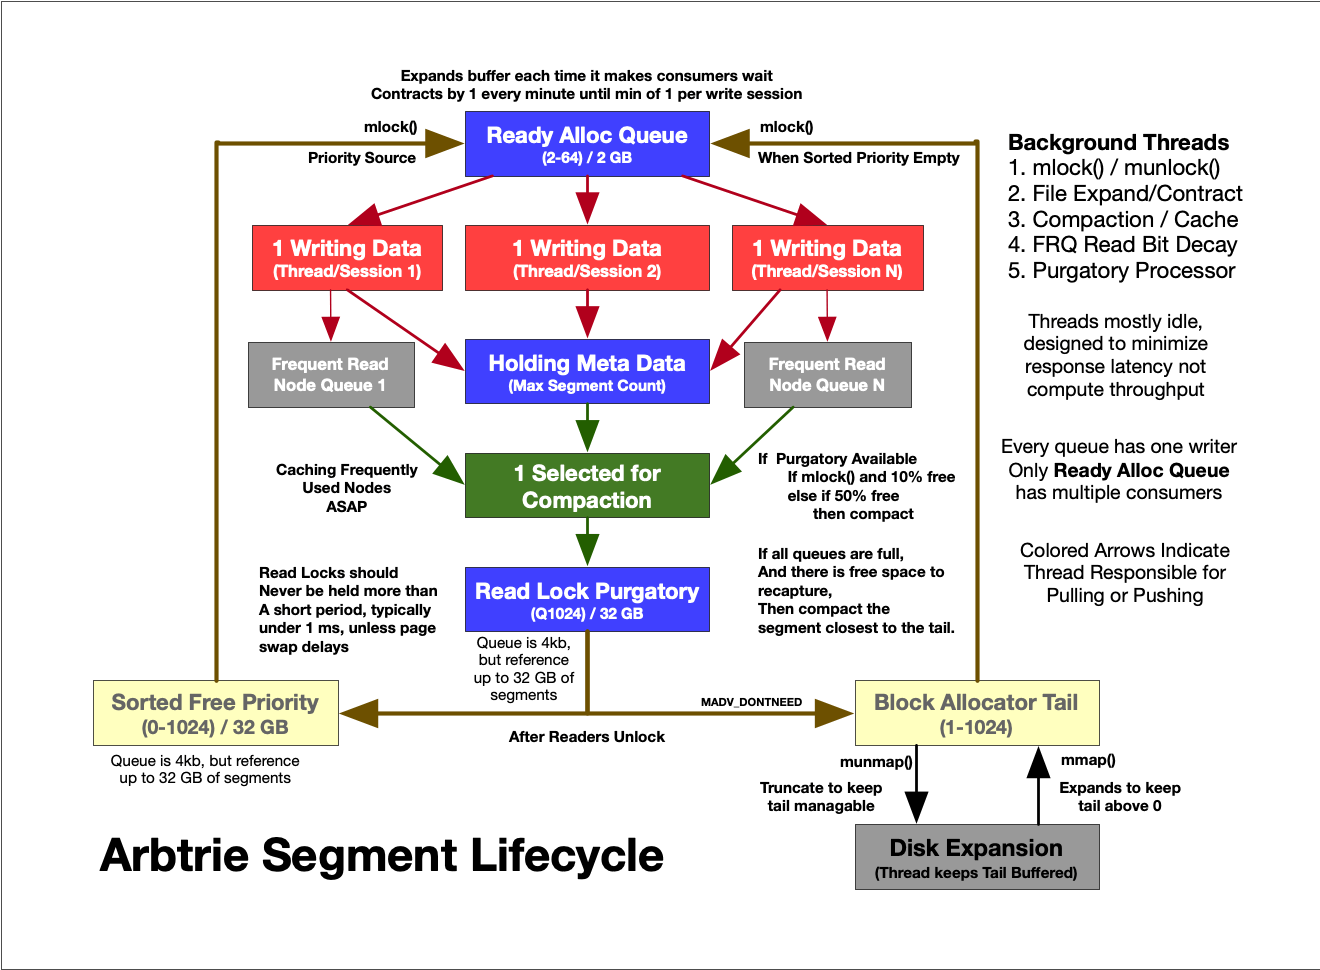 Expands buffer each time it makes consumers wait
Contracts by 1 every minute until min of 1 per write session
mlock()
Priority Source
Ready Alloc Queue
(2-64) / 2 GB
mlock()
When Sorted Priority Empty
Background Threads
1. mlock() / munlock()
2. File Expand/Contract
3. Compaction / Cache
4. FRQ Read Bit Decay
5. Purgatory Processor
1 Writing Data
(Thread/Session 1)
1 Writing Data
(Thread/Session 2)
1 Writing Data
(Thread/Session N)
Threads mostly idle,
designed to minimize
response latency not
compute throughput
Frequent Read
Node Queue 1
Holding Meta Data
(Max Segment Count)
Frequent Read
Node Queue N
Every queue has one writer
Only Ready Alloc Queue
has multiple consumers
Caching Frequently
Used Nodes
ASAP
1 Selected for
Compaction
If  Purgatory Available
If mlock() and 10% free
else if 50% free
then compact
Colored Arrows Indicate
Thread Responsible for
Pulling or Pushing
Read Locks should
Never be held more than
A short period, typically
under 1 ms, unless page
swap delays
Read Lock Purgatory
(Q1024) / 32 GB
If all queues are full,
And there is free space to
recapture,
Then compact the
segment closest to the tail.
Queue is 4kb,
but reference
up to 32 GB of
segments
Sorted Free Priority
(0-1024) / 32 GB
MADV_DONTNEED
After Readers Unlock
Block Allocator Tail
(1-1024)
Queue is 4kb, but reference
up to 32 GB of segments
munmap()
Truncate to keep
tail managable
mmap()
Expands to keep
tail above 0
Arbtrie Segment Lifecycle
Disk Expansion
(Thread keeps Tail Buffered)